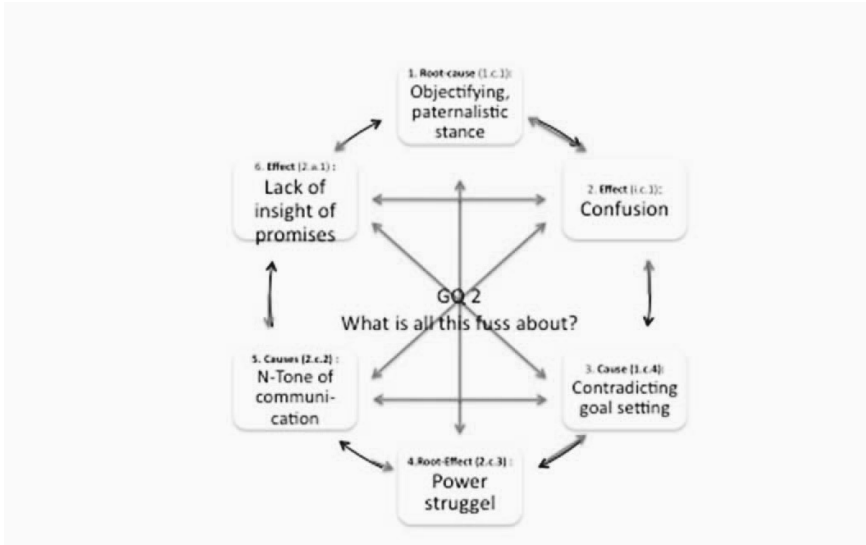 1. Root-cause (1.c.1):
Objectifying,
paternalistic
stance
2. Effect (i.c.1):
Confusion
3. Cause (1.c.4):
Contradicting
goal setting
4.Root-Effect (2.c.3) :
Power
struggel
5. Causes (2.c.2) :
N-Tone of
communi-
cation
6. Effect (2.a.1) :
Lack of
insight of
promises
GQ 2
What is all this fuss about?